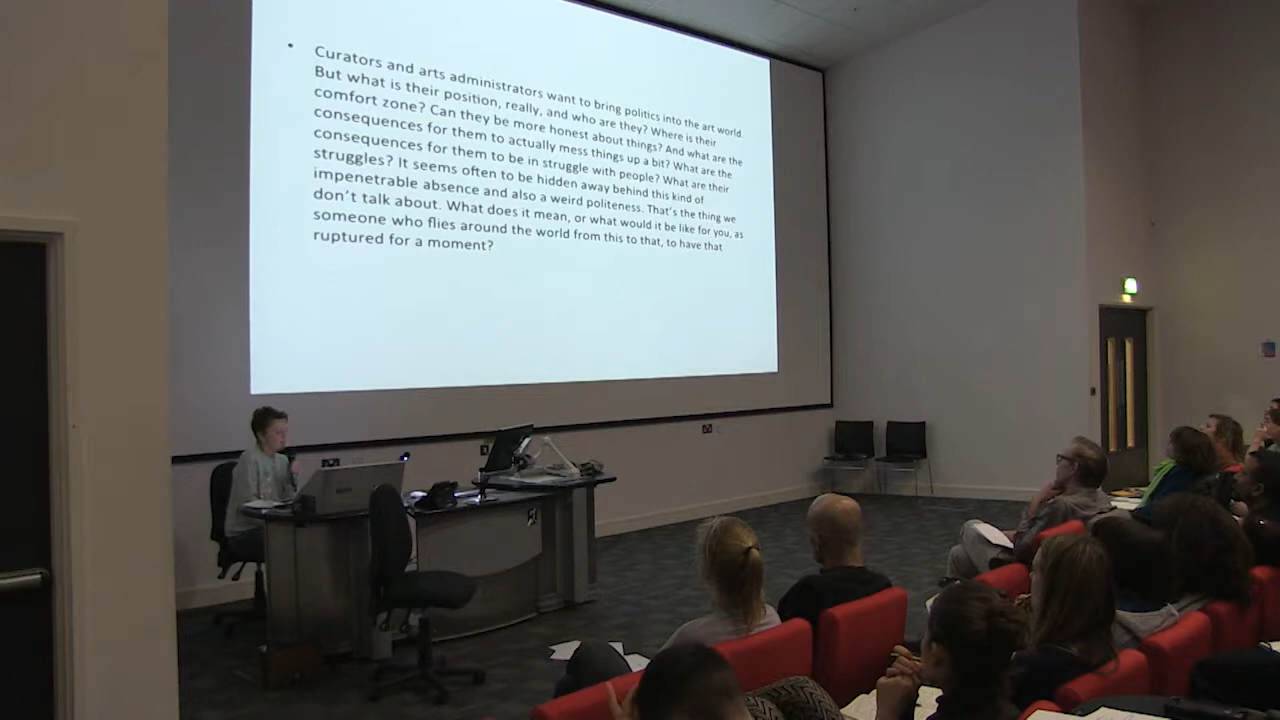 • Curators and arts administrators want to bring politics into the art world.
But what is their position, really, and who are they? Where is their
comfort zone? Can they be more honest about things? And what are the
consequences for them to actually mess things up a bit? What are the
consequences for them to be in struggle with people? What are their
struggles? It seems often to be hidden away behind this kind of
impenetrable absence and also a weird politeness. That's the thing we
don't talk about. What does it mean, or what would it be like for you, as
someone who flies around the world from this to that, to have that
ruptured for a moment?